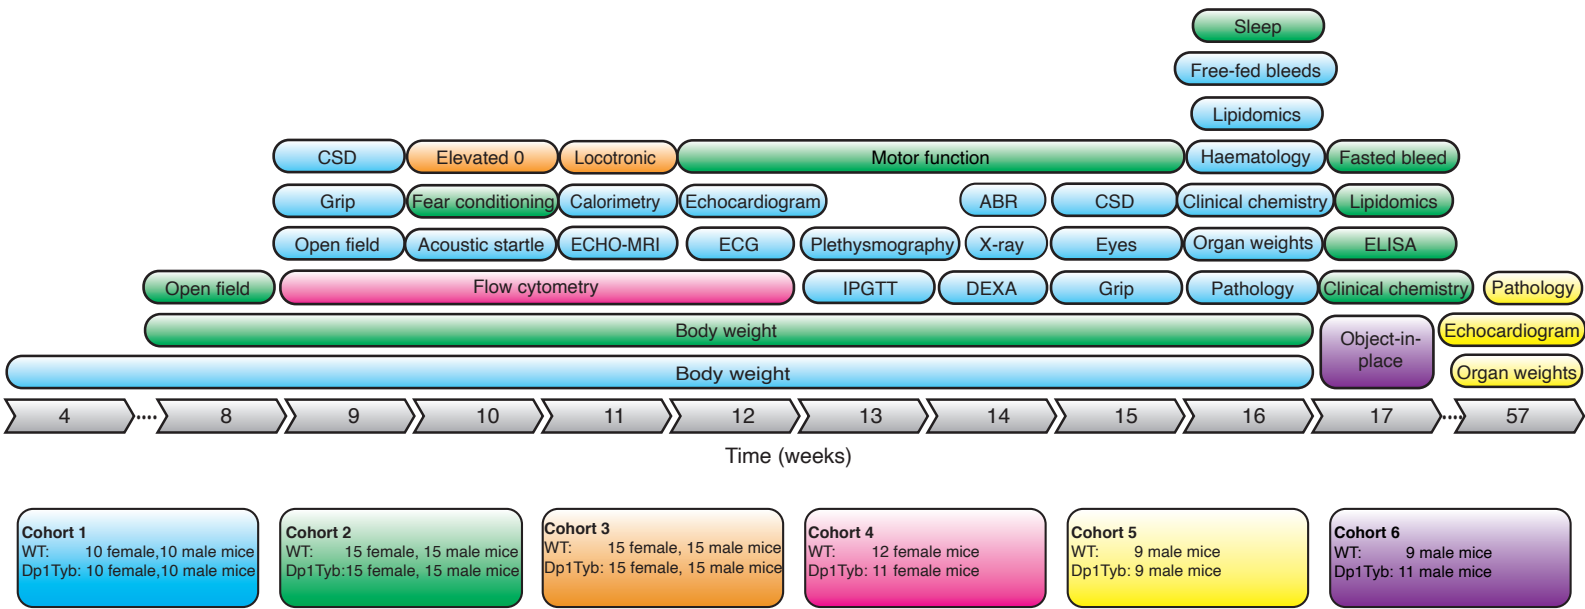 Sleep
Free-fed bleeds
Lipidomics
CSD
Elevated 0
Locotronic
Motor function
Haematology
Fasted bleed
Grip
Fear conditioning
Calorimetry
Echocardiogram
ABR
CSD
Clinical chemistry
Lipidomics
Open field
Acoustic startle
ECHO-MRI
ECG
Plethysmography
X-ray
Eyes
Organ weights
ELISA
Open field
Flow cytometry
IPGTT
DEXA
Grip
Pathology
Clinical chemistry
Pathology
Body weight
Object-in-
place
Echocardiogram
Body weight
Organ weights
4 .... 8 9 10 11 12 13 14 15 16 17 .... 57
Time (weeks)
Cohort 1
WT: 10 female,10 male mice
Dp1Tyb: 10 female,10 male mice
Cohort 2
WT: 15 female, 15 male mice
Dp1Tyb:15 female, 15 male mice
Cohort 3
WT: 15 female, 15 male mice
Dp1Tyb: 15 female, 15 male mice
Cohort 4
WT: 12 female mice
Dp1Tyb: 11 female mice
Cohort 5
WT: 9 male mice
Dp1Tyb: 9 male mice
Cohort 6
WT: 9 male mice
Dp1Tyb: 11 male mice